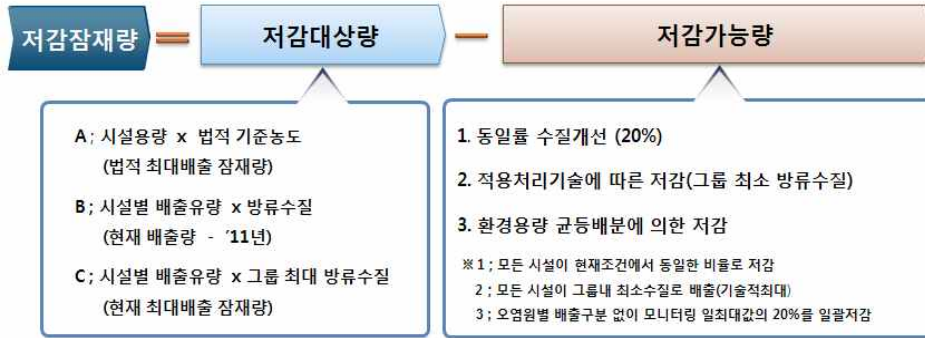 저감잠재량 = 저감대상량 - 저감가능량
A ; 시설용량 x 법적 기준농도
(법적 최대배출 잠재량)
B ; 시설별 배출유량 x 방류수질
(현재 배출량 - '11년)
C ; 시설별 배출유량 x 그룹 최대 방류수질
(현재 최대배출 잠재량)
1. 동일률 수질개선 (20%)
2. 적용처리기술에 따른 저감(그룹 최소 방류수질)
3. 환경용량 균등배분에 의한 저감
※ 1 ; 모든 시설이 현재조건에서 동일한 비율로 저감
2 ; 모든 시설이 그룹내 최소수질로 배출(기술적최대)
3 ; 오염원별 배출구분 없이 모니터링 일최대값의 20%를 일괄저감